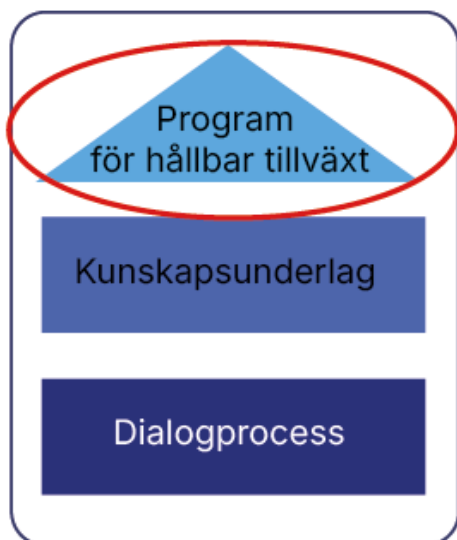 Program
för hållbar tillväxt
Kunskapsunderlag
Dialogprocess